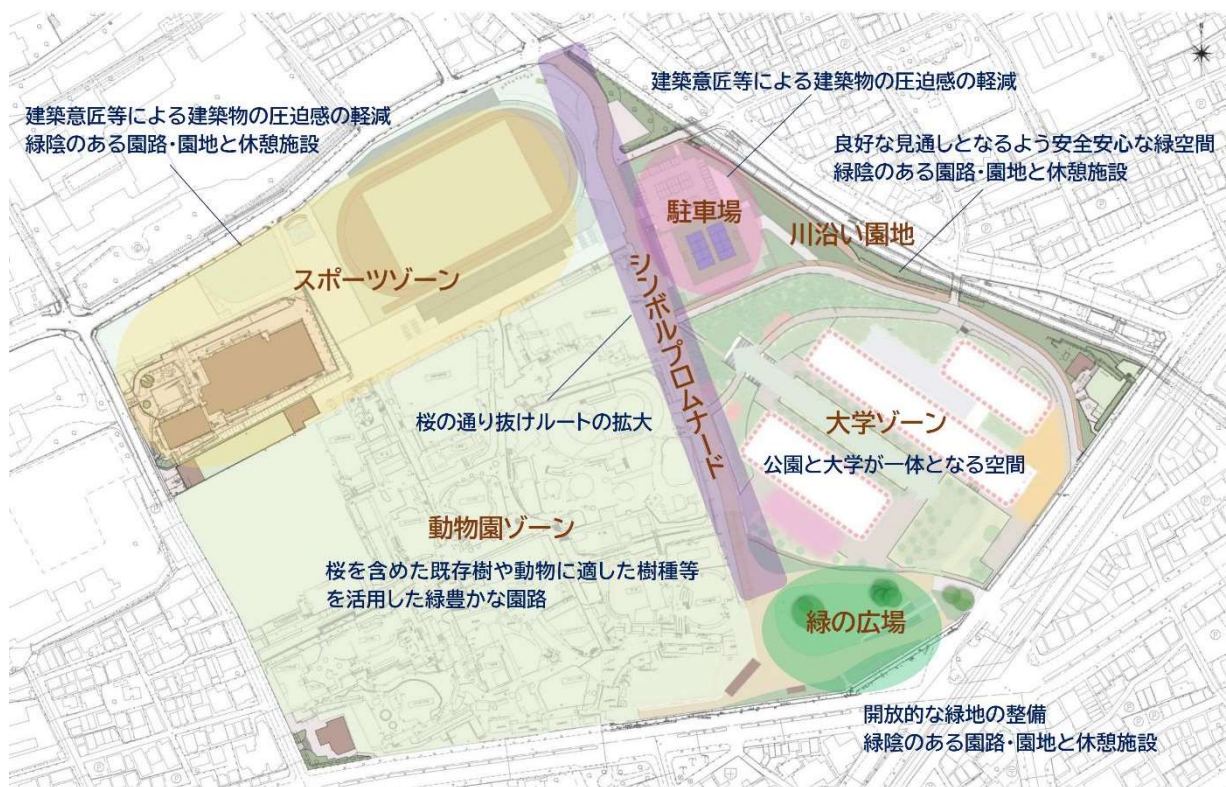 建築意匠等による建築物の圧迫感の軽減
建築意匠等による建築物の圧迫感の軽減
緑陰のある園路・園地と休憩施設
良好な見通しとなるよう安全安心な緑空間
緑陰のある園路・園地と休憩施設
駐車場
川沿い園地
スポーツゾーン
シンボルプロムナード
桜の通り抜けルートの拡大
大学ゾーン
公園と大学が一体となる空間
動物園ゾーン
桜を含めた既存樹や動物に適した樹種等
を活用した緑豊かな園路
緑の広場
開放的な緑地の整備
緑陰のある園路・園地と休憩施設